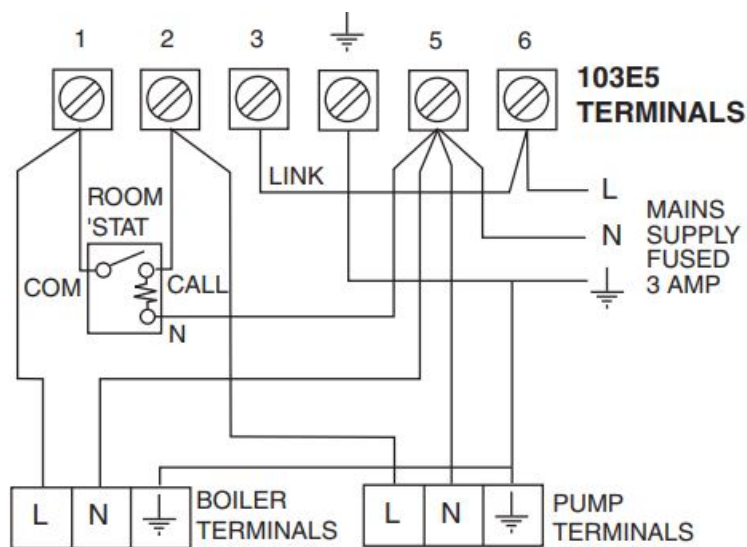 1 2 3 5 6
103E5
TERMINALS
LINK
ROOM
'STAT
COM
CALL
N
L
N
MAINS
SUPPLY
FUSED
3 AMP
L N
BOILER
TERMINALS
L N
PUMP
TERMINALS